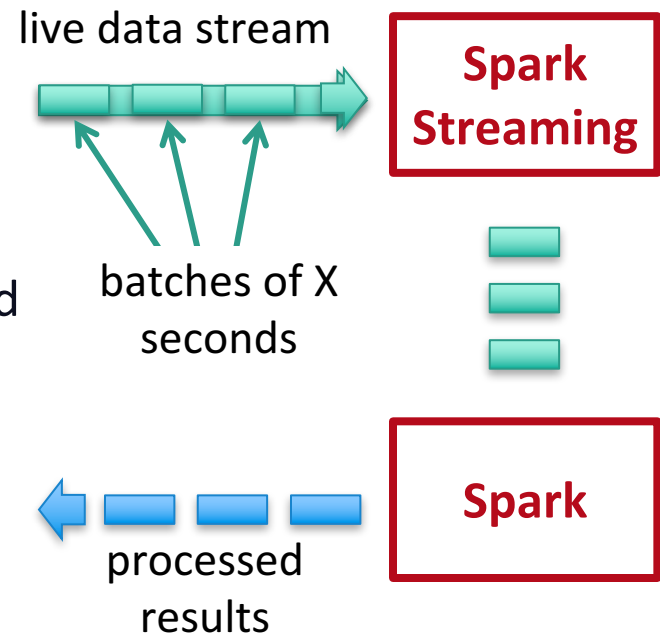 live data stream
Spark
Streaming
d
batches of X
seconds
Spark
processed
results